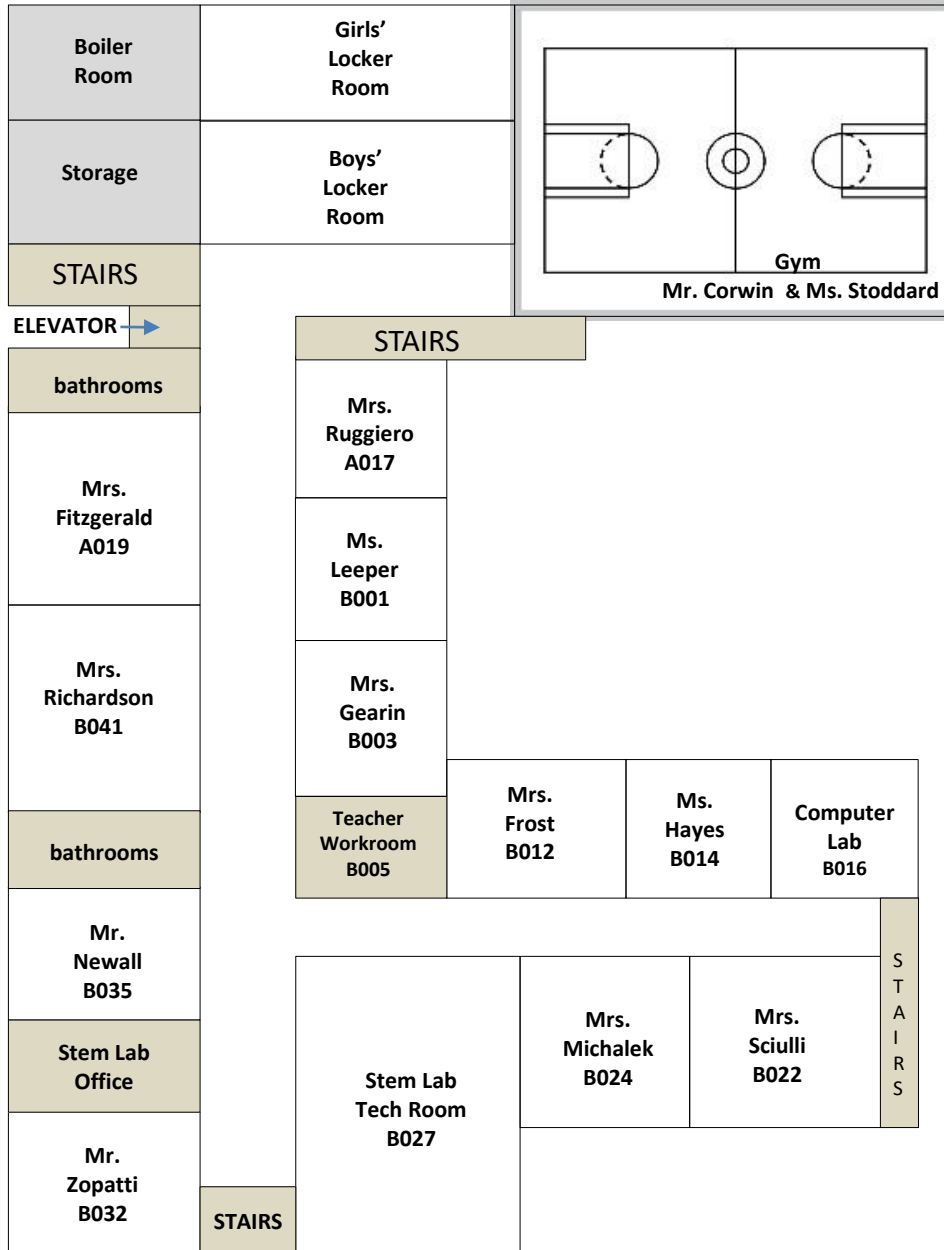 Boiler
Room
Girls’
Locker
Room
Storage
Boys’
Locker
Room
Gym
Mr. Corwin & Ms. Stoddard
STAIRS
ELEVATOR
STAIRS
bathrooms
Mrs.
Ruggiero
A017
Mrs.
Fitzgerald
A019
Ms.
Leeper
B001
Mrs.
Richardson
B041
Mrs.
Gearin
B003
bathrooms
Teacher
Workroom
B005
Mrs.
Frost
B012
Ms.
Hayes
B014
Computer
Lab
B016
Mr.
Newall
B035
Stem Lab
Office
Mr.
Zopatti
B032
STAIRS
Stem Lab
Tech Room
B027
Mrs.
Michalek
B024
Mrs.
Sciulli
B022
STAIRS